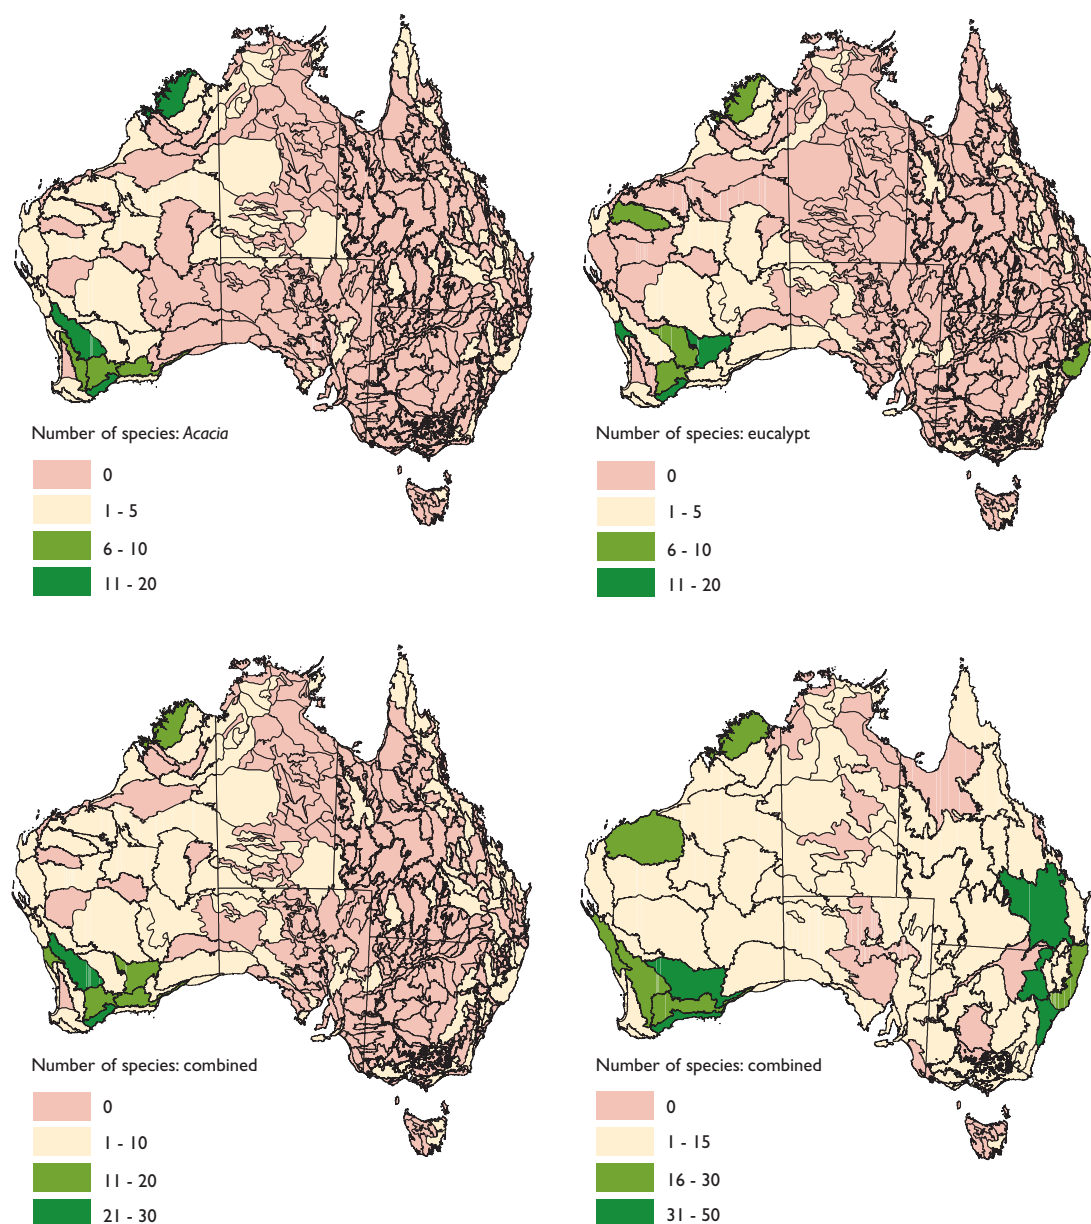 Number of species: Acacia
0
1 - 5
6 - 10
11 - 20
Number of species: eucalypt
0
1 - 5
6 - 10
11 - 20
Number of species: combined
0
1 - 10
11 - 20
21 - 30
Number of species: combined
0
1 - 15
16 - 30
31 - 50